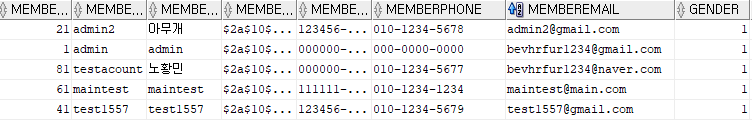 MEMBE... MEMBE... MEMBE... MEMBE... MEMBE... MEMBERPHONE MEMBEREMAIL GENDER
21 admin2 아무개 $2a$10$... 123456-... 010-1234-5678 admin2@gmail.com 1
1 admin admin $2a$10$... 000000-... 000-0000-0000 bevhrfur1234@gmail.com 1
81 testacount 노황민 $2a$10$... 000000-... 010-1234-5677 bevhrfur1234@naver.com 1
61 maintest maintest $2a$10$... 111111-... 010-1234-1234 maintest@main.com 1
41 test1557 test1557 $2a$10$... 123456-... 010-1234-5679 test1557@gmail.com 1